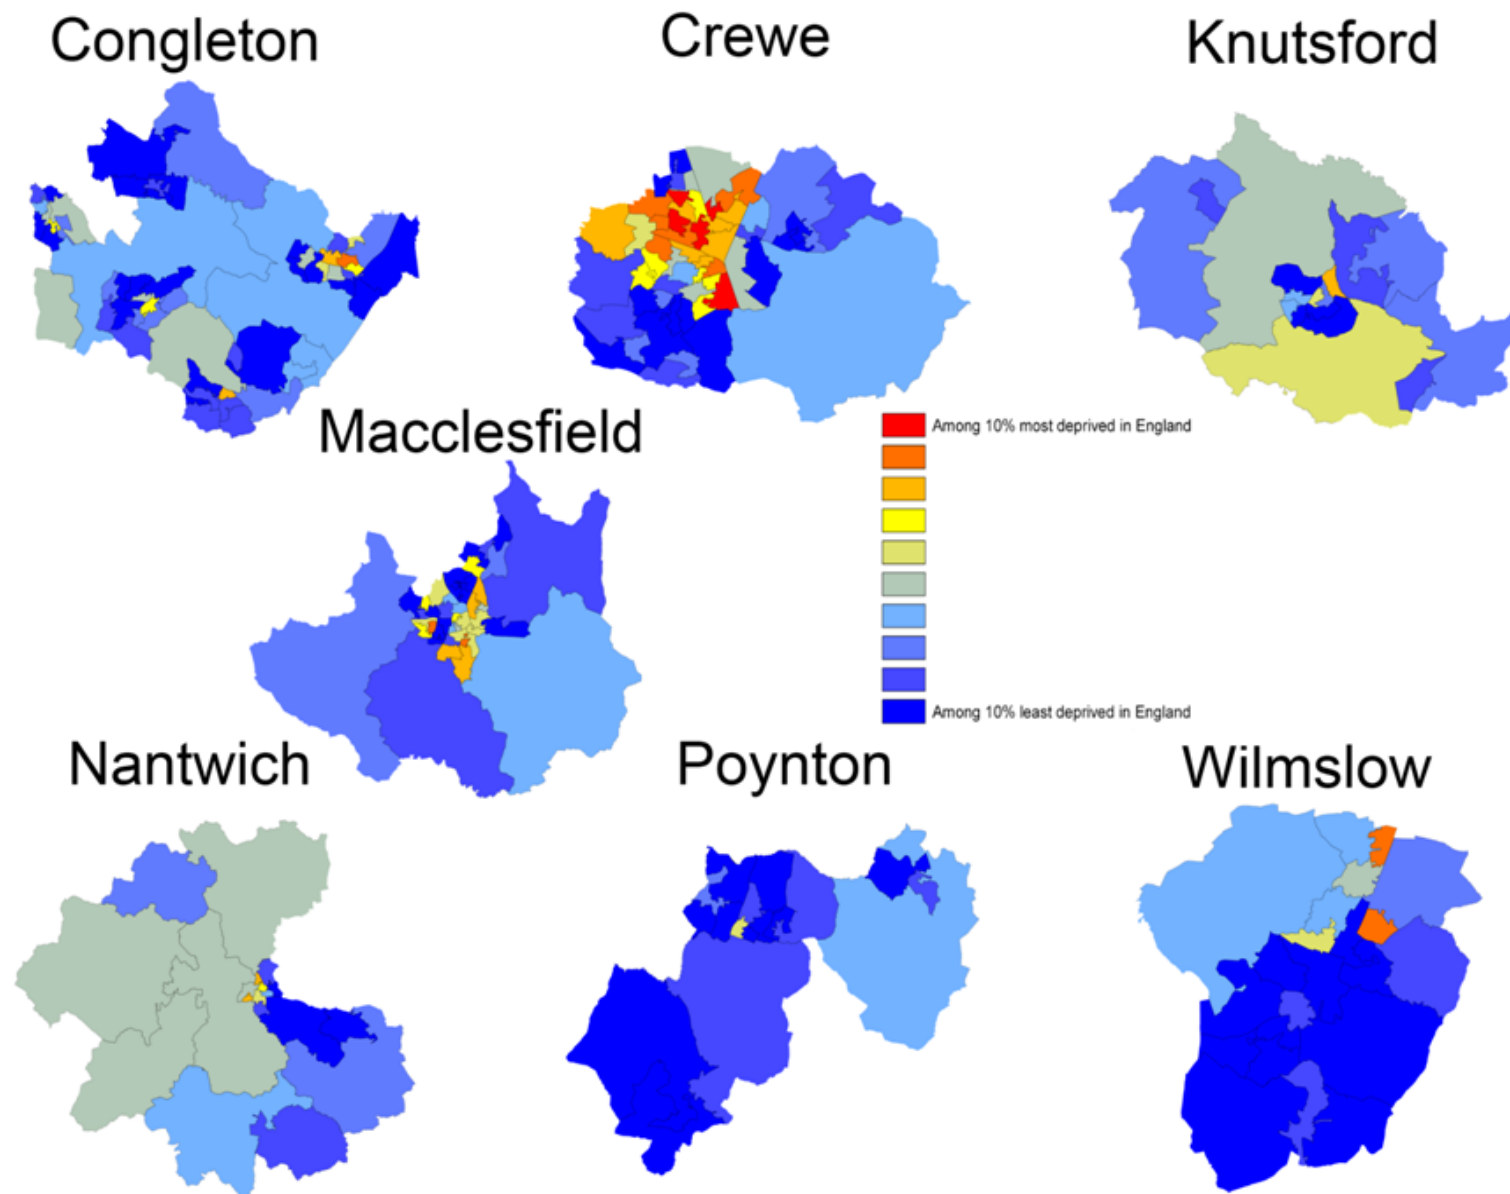 Congleton
Crewe
Knutsford
Macclesfield
Among 10% most deprived in England
Among 10% least deprived in England
Nantwich
Poynton
Wilmslow